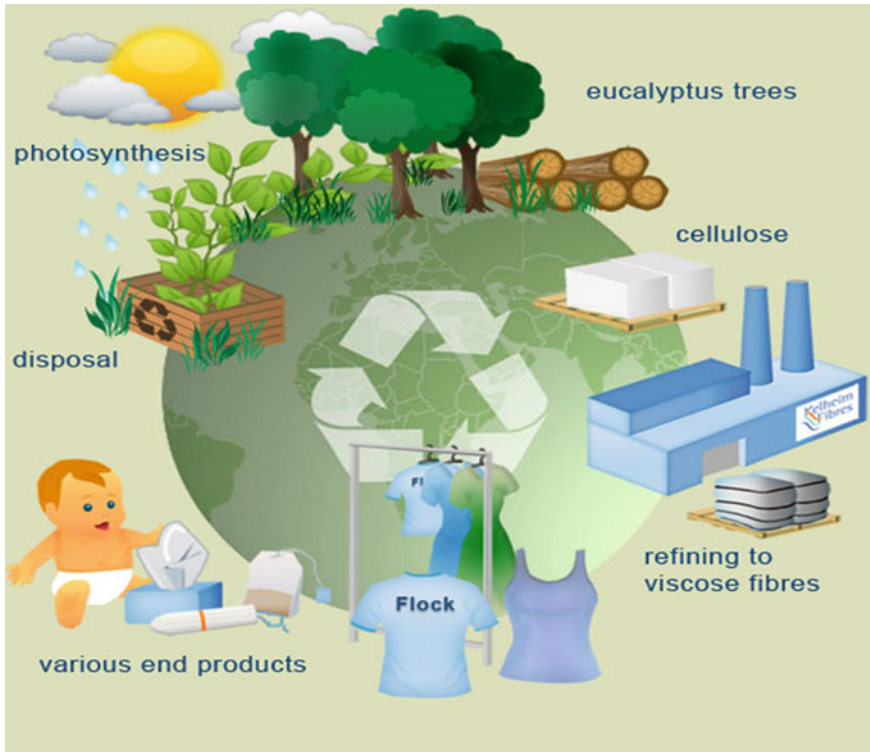 eucalyptus trees
photosynthesis
cellulose
disposal
Kelheim
Fibres
Flock
refining to
viscose fibres
various end products